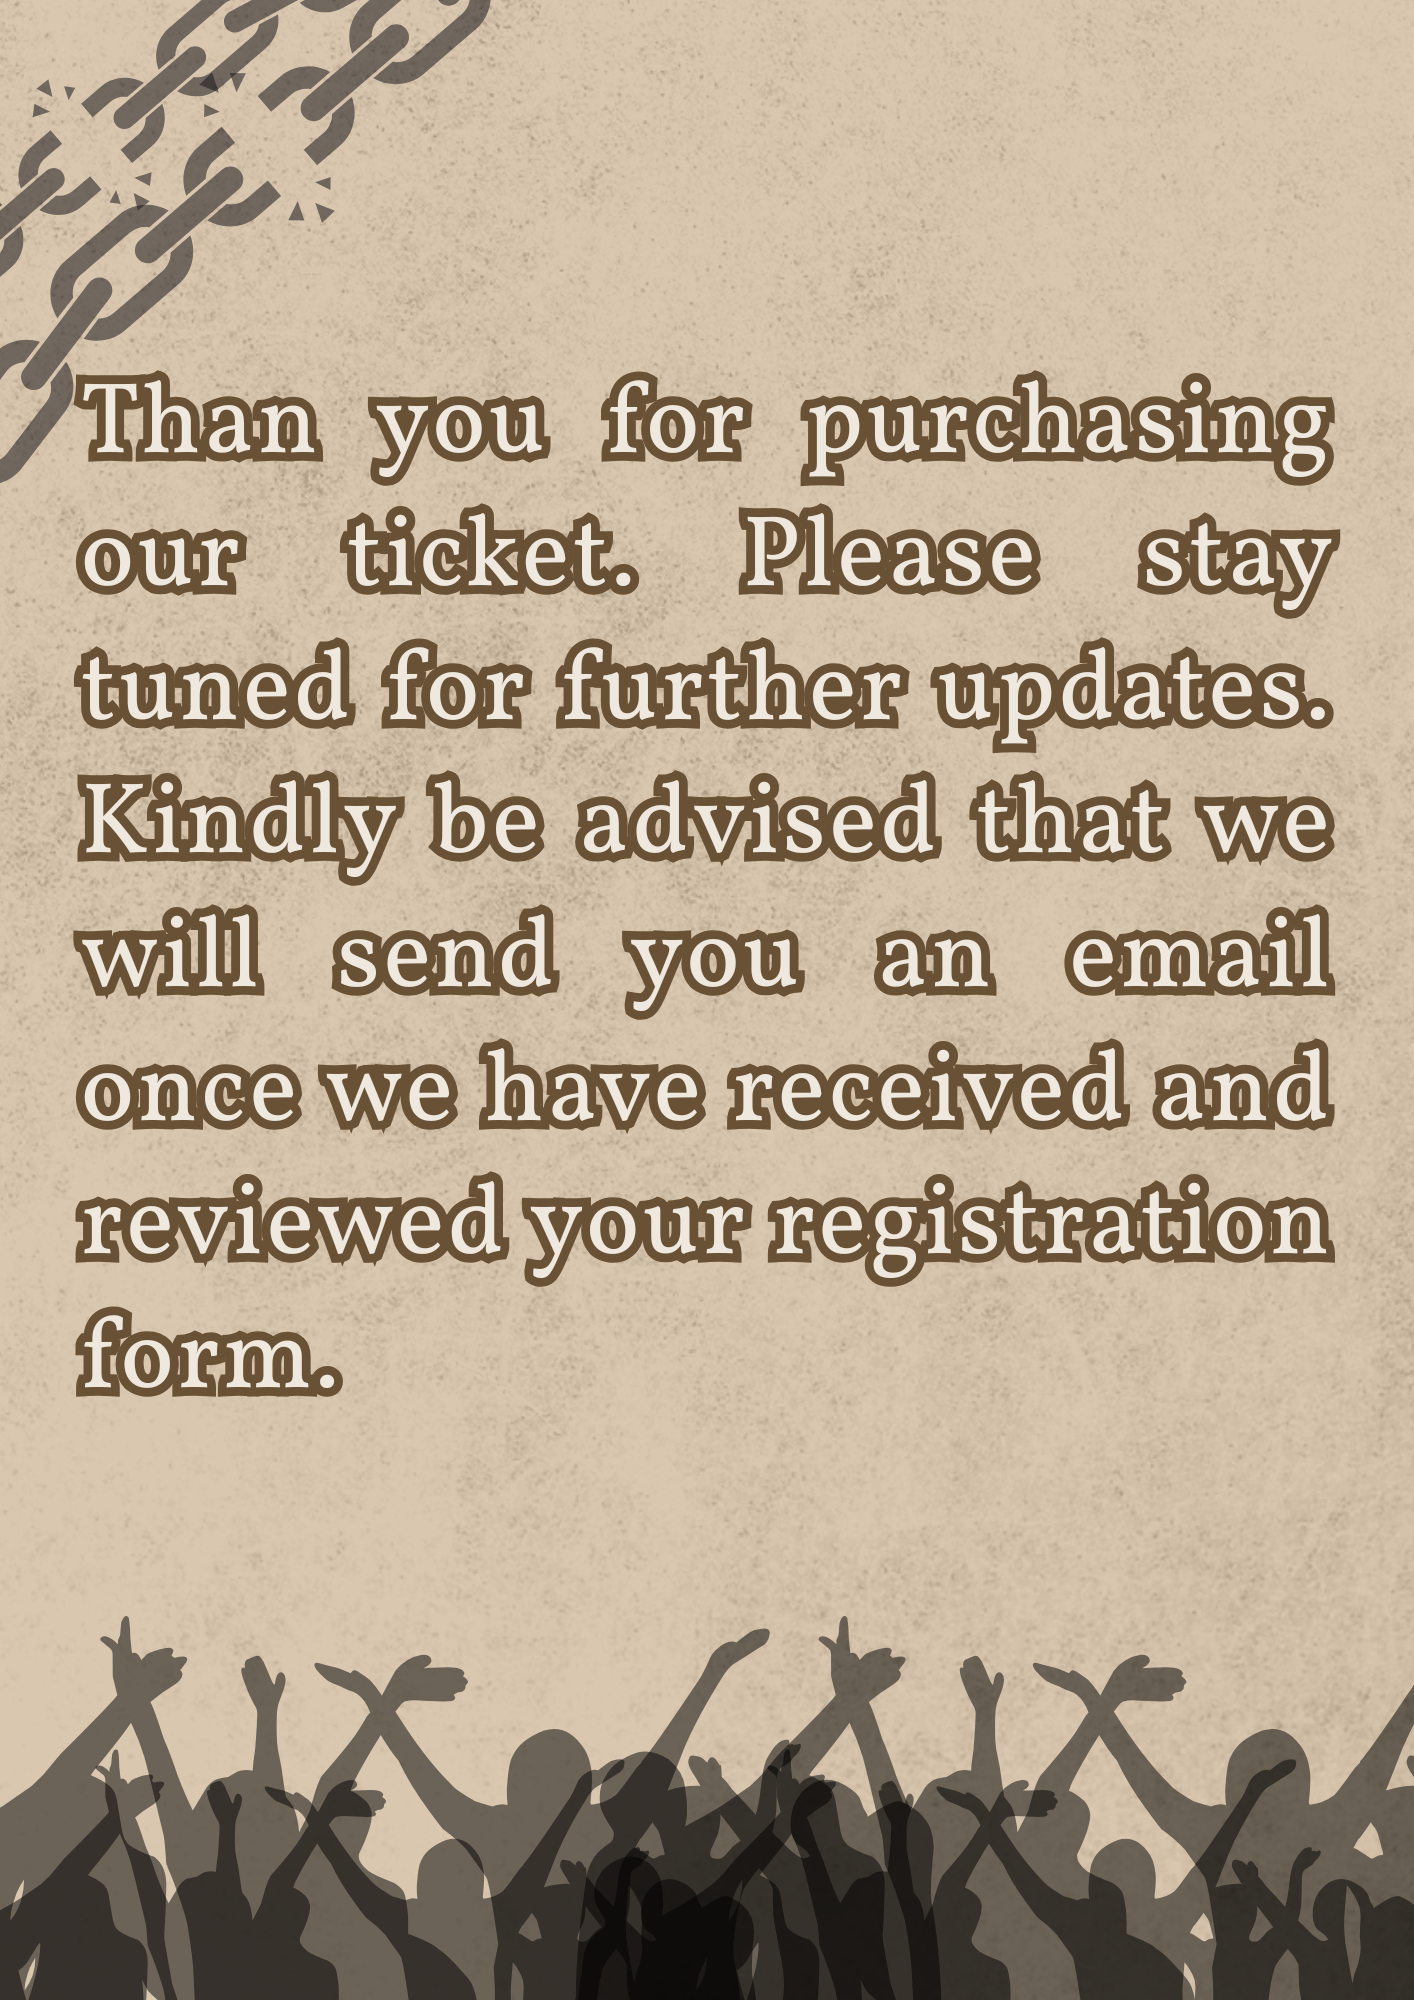 Than you for purchasing
our ticket. Please stay
tuned for further updates.
Kindly be advised that we
will send you an email
once we have received and
reviewed your registration
form.